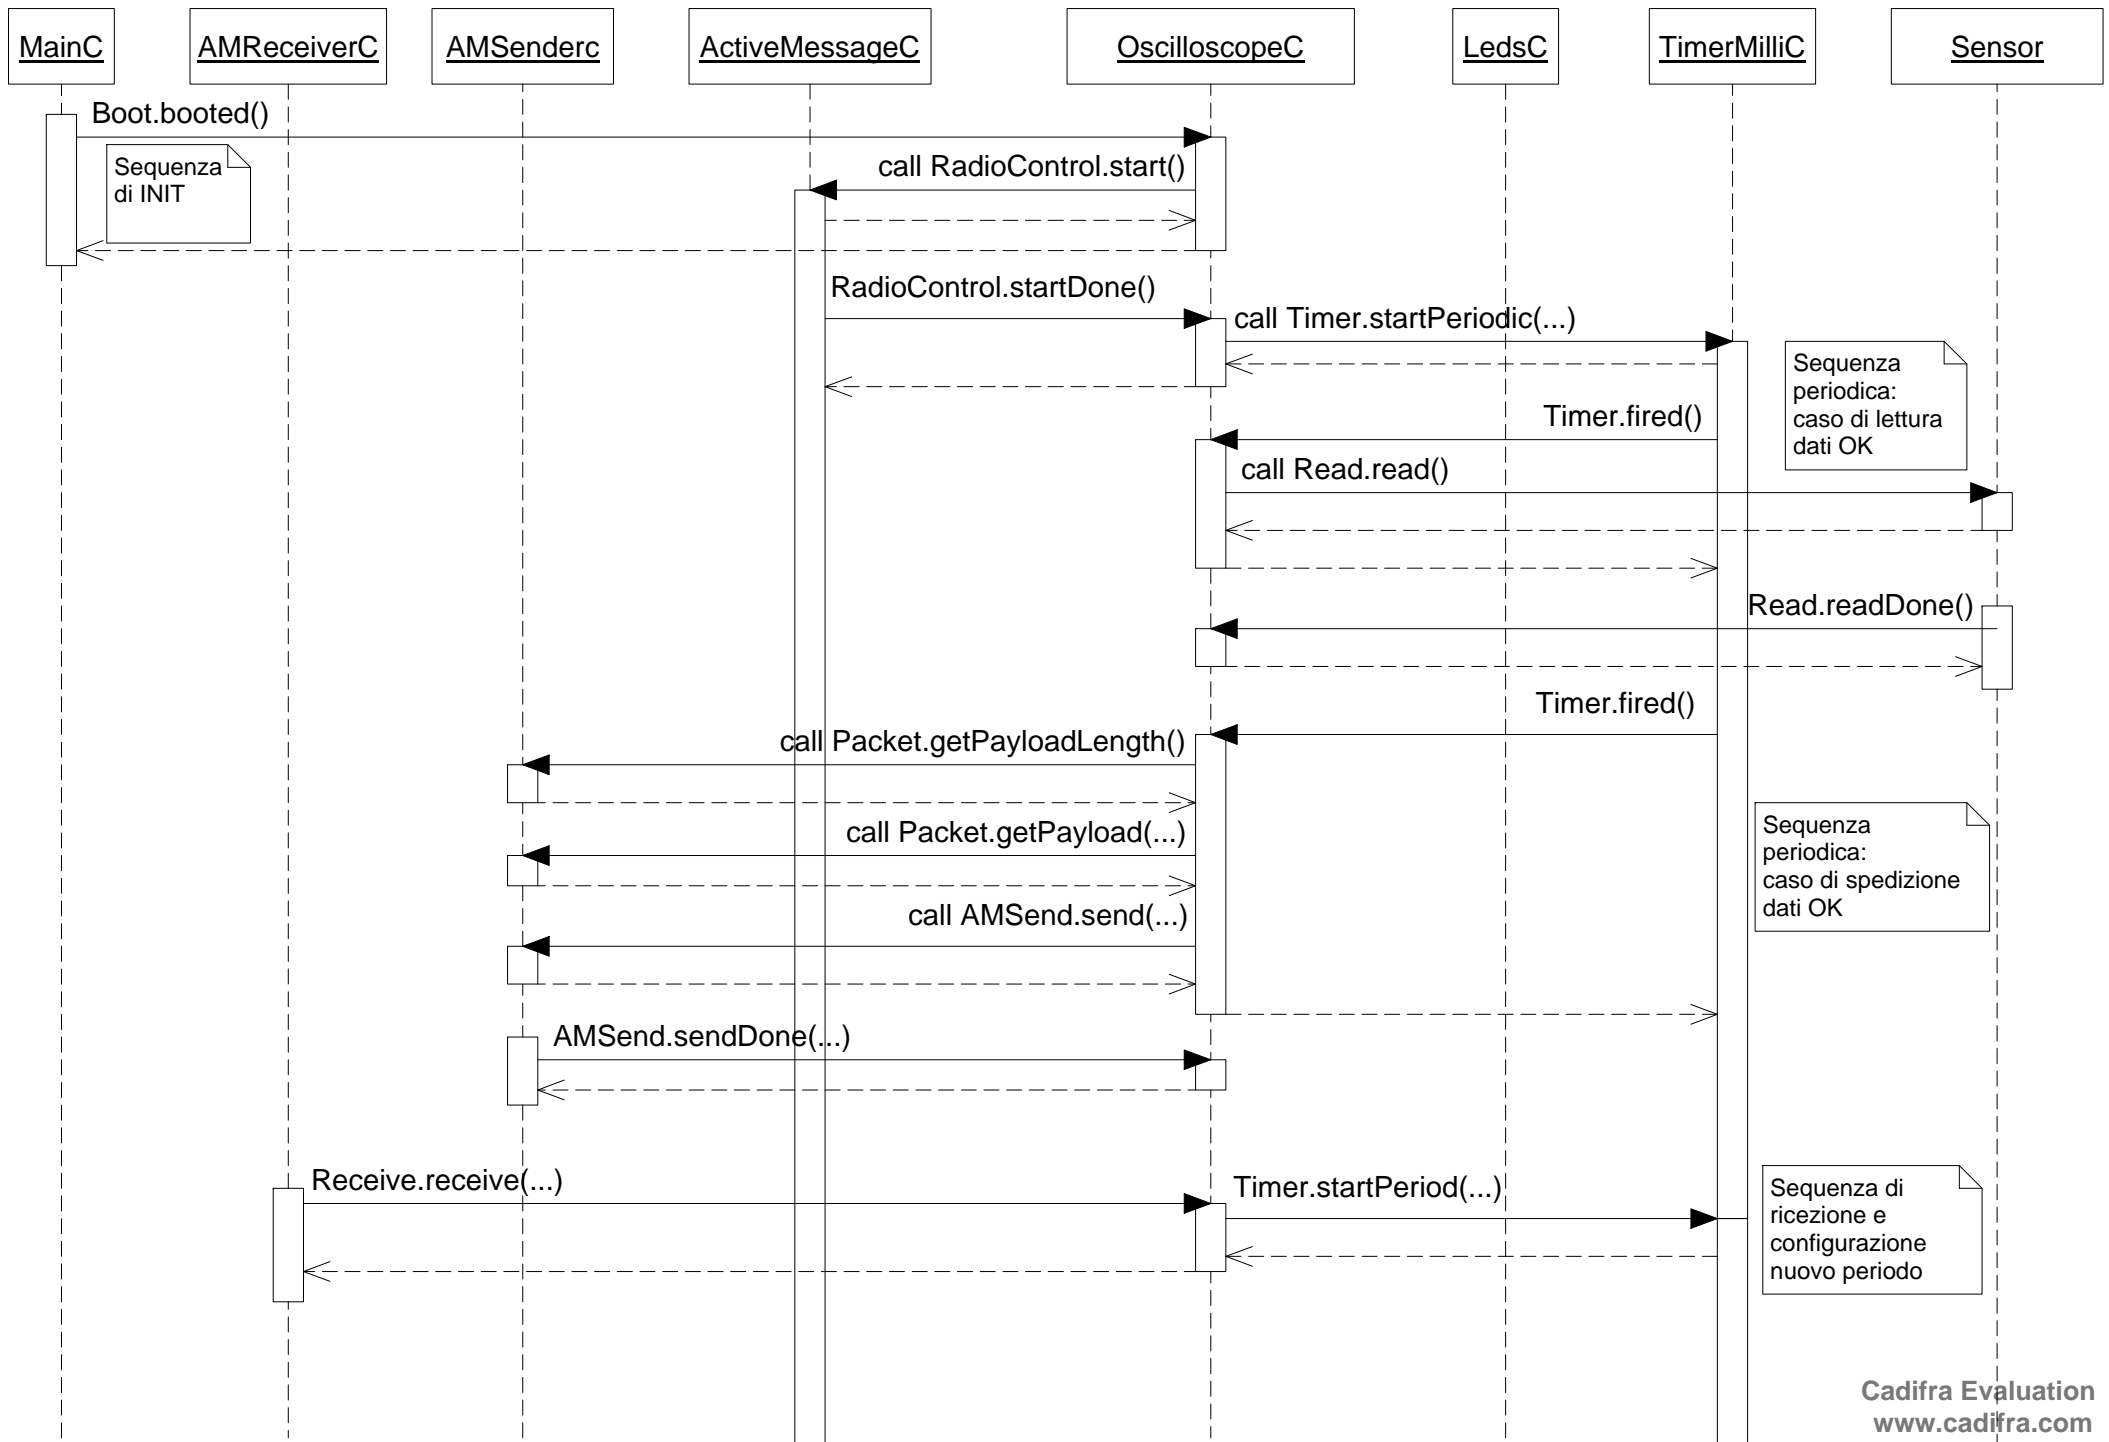 MainC
AMReceiverC
AMSenderc
ActiveMessageC
OscilloscopeC
LedsC
TimerMilliC
Sensor
Boot.booted()
Sequenza
di INIT
call RadioControl.start()
RadioControl.startDone()
call Timer.startPeriodic(...)
Sequenza
periodica:
caso di lettura
dati OK
Timer.fired()
call Read.read()
Read.readDone()
Timer.fired()
call Packet.getPayloadLength()
call Packet.getPayload(...)
call AMSend.send(...)
Sequenza
periodica:
caso di spedizione
dati OK
AMSend.sendDone(...)
Receive.receive(...)
Timer.startPeriod(...)
Sequenza di
ricezione e
configurazione
nuovo periodo
Cadifra Evaluation
www.cadifra.com